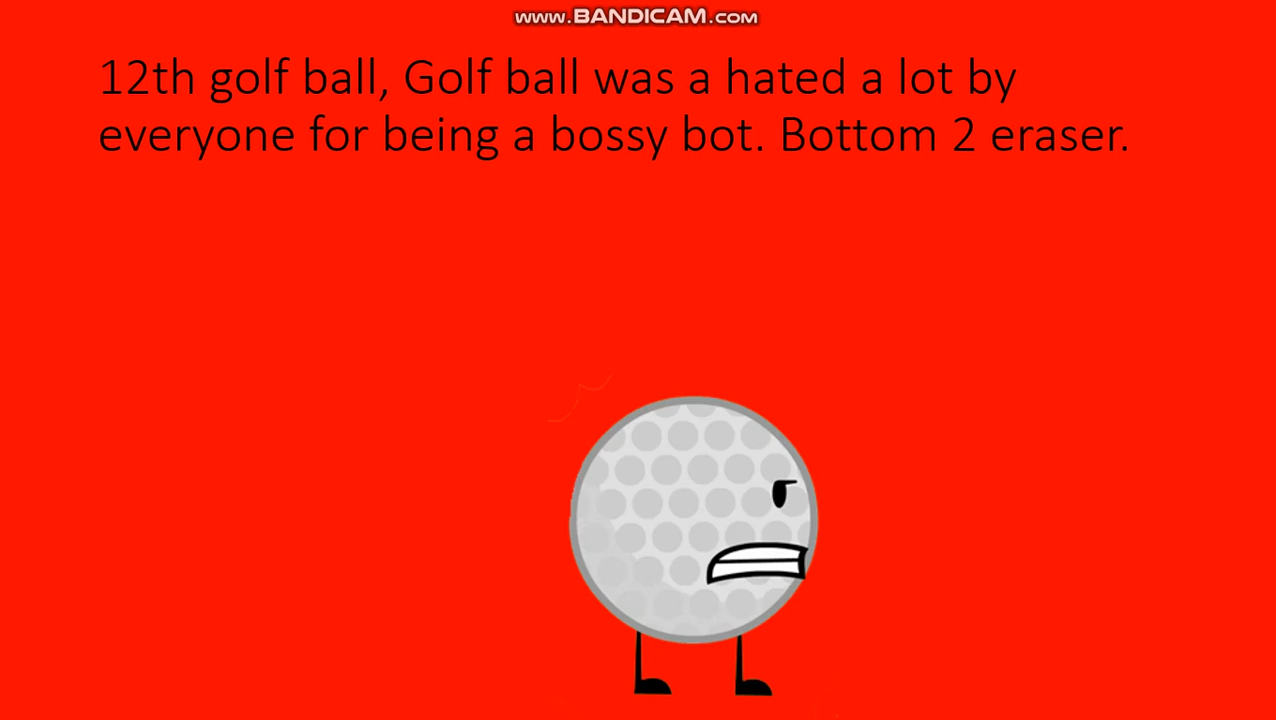 www.BANDICAM.com
12th golf ball, Golf ball was a hated a lot by
everyone for being a bossy bot. Bottom 2 eraser.